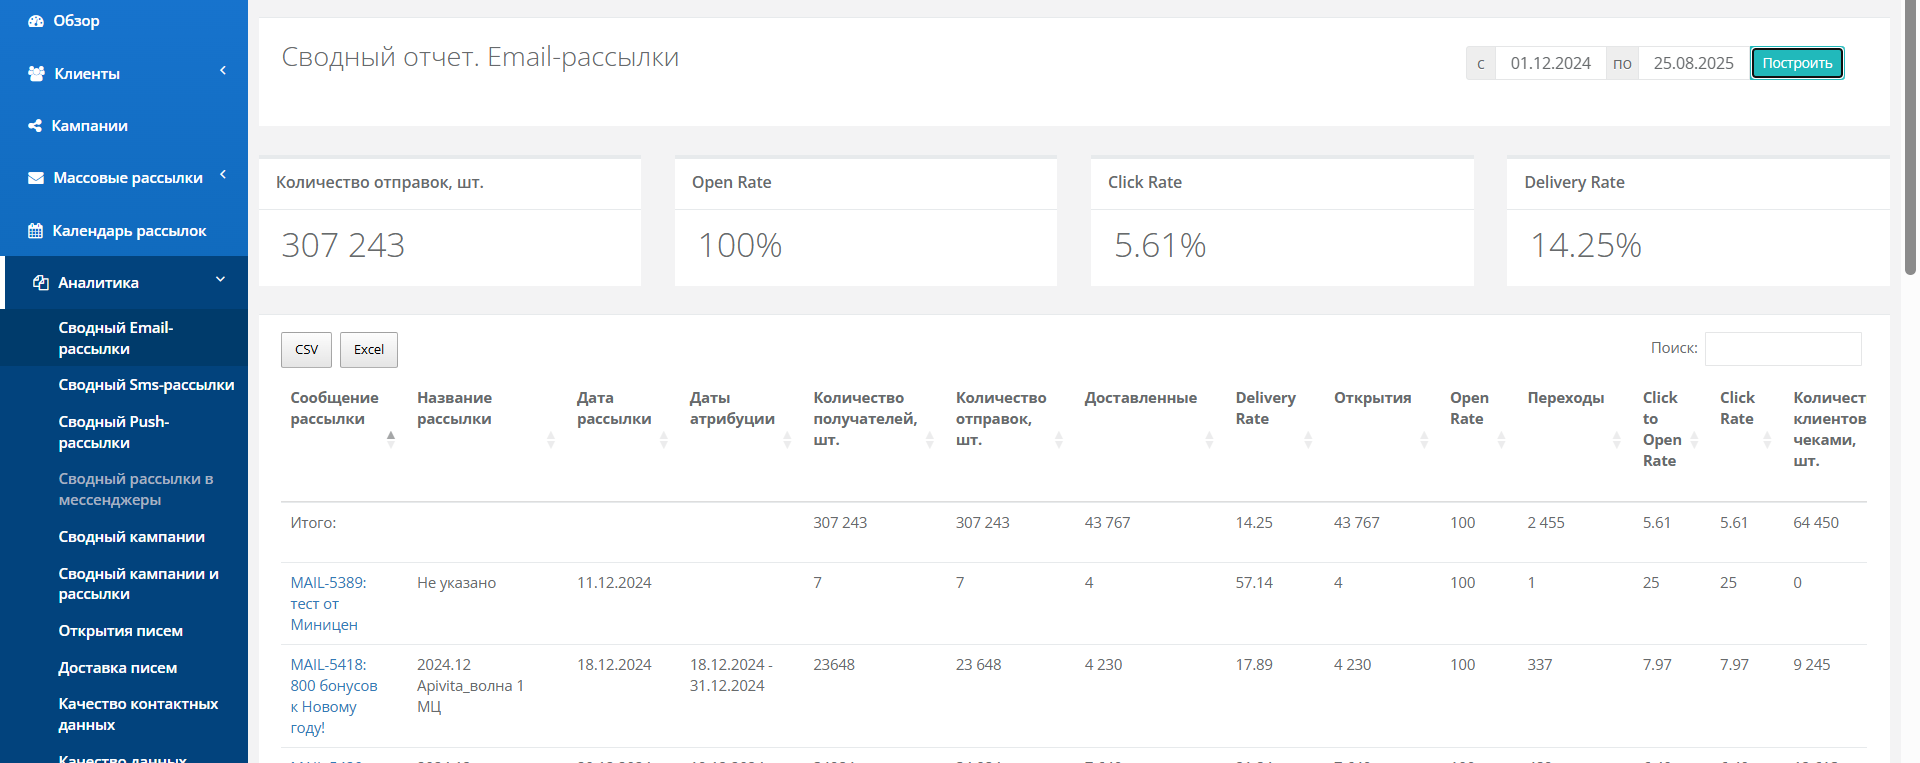 Обзор
Клиенты
Кампании
Массовые рассылки
Календарь рассылок
Аналитика
Сводный Email-
рассылки
Сводный Sms-рассылки
Сводный Push-
рассылки
Сводный рассылки в
мессенджеры
Сводный кампании
Сводный кампании и
рассылки
Открытия писем
Доставка писем
Качество контактных
данных
Качество данных
Сводный отчет. Email-рассылки
с 01.12.2024 по 25.08.2025 Построить
Количество отправок, шт.
307 243
Open Rate
100%
Click Rate
5.61%
Delivery Rate
14.25%
CSV Excel
Поиск:
Сообщение
рассылки
Название
рассылки
Дата
рассылки
Даты
атрибуции
Количество
получателей,
шт.
Количество
отправок,
шт.
Доставленные
Delivery
Rate
Открытия
Open
Rate
Переходы
Click
to
Open
Rate
Click
Rate
Количест
клиентов
чеками,
шт.
Итого: 307 243 307 243 43 767 14.25 43 767 100 2 455 5.61 5.61 64 450
MAIL-5389: Не указано 11.12.2024 7 7 4 57.14 4 100 1 25 25 0
тест от
Миницен
MAIL-5418: 2024.12 18.12.2024 18.12.2024 - 23648 23 648 4 230 17.89 4 230 100 337 7.97 7.97 9 245
800 бонусов Apivita_волна 1 31.12.2024
к Новому МЦ
году!